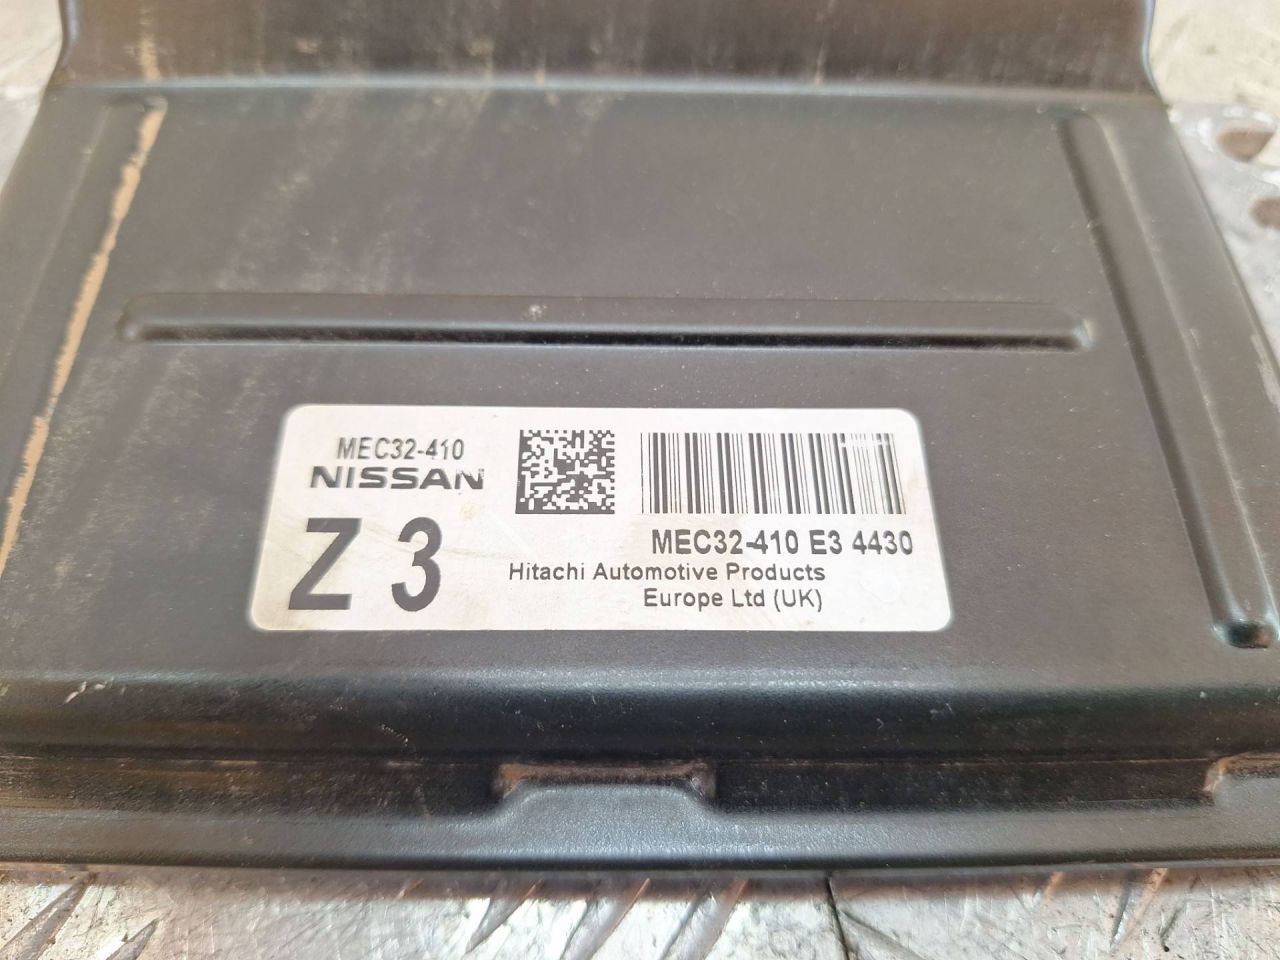 MEC32-410
NISSAN
Z 3
MEC32-410 E3 4430
Hitachi Automotive Products
Europe Ltd (UK)